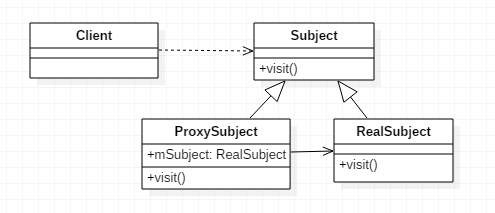 Client
Subject
+visit()
ProxySubject
+mSubject: RealSubject
+visit()
RealSubject
+visit()